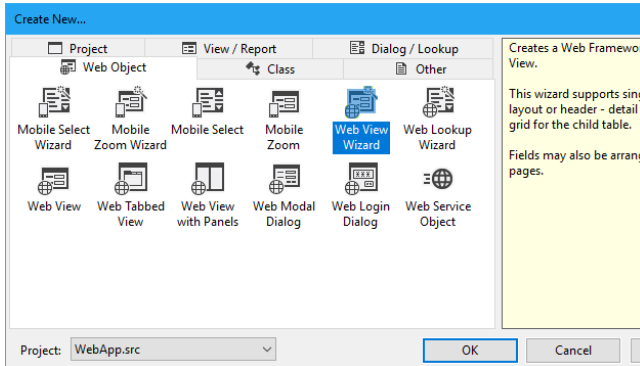 Create New...
Project
View / Report
Dialog / Lookup
Web Object
Class
Other
Mobile Select Wizard
Mobile Zoom Wizard
Mobile Select
Mobile Zoom
Web View Wizard
Web Lookup Wizard
Web View
Web Tabbed View
Web View with Panels
Web Modal Dialog
Web Login Dialog
Web Service Object
Creates a Web Framewo
View.
This wizard supports sin
layout or header - detail
grid for the child table.
Fields may also be arran
pages.
Project:
WebApp.src
OK
Cancel